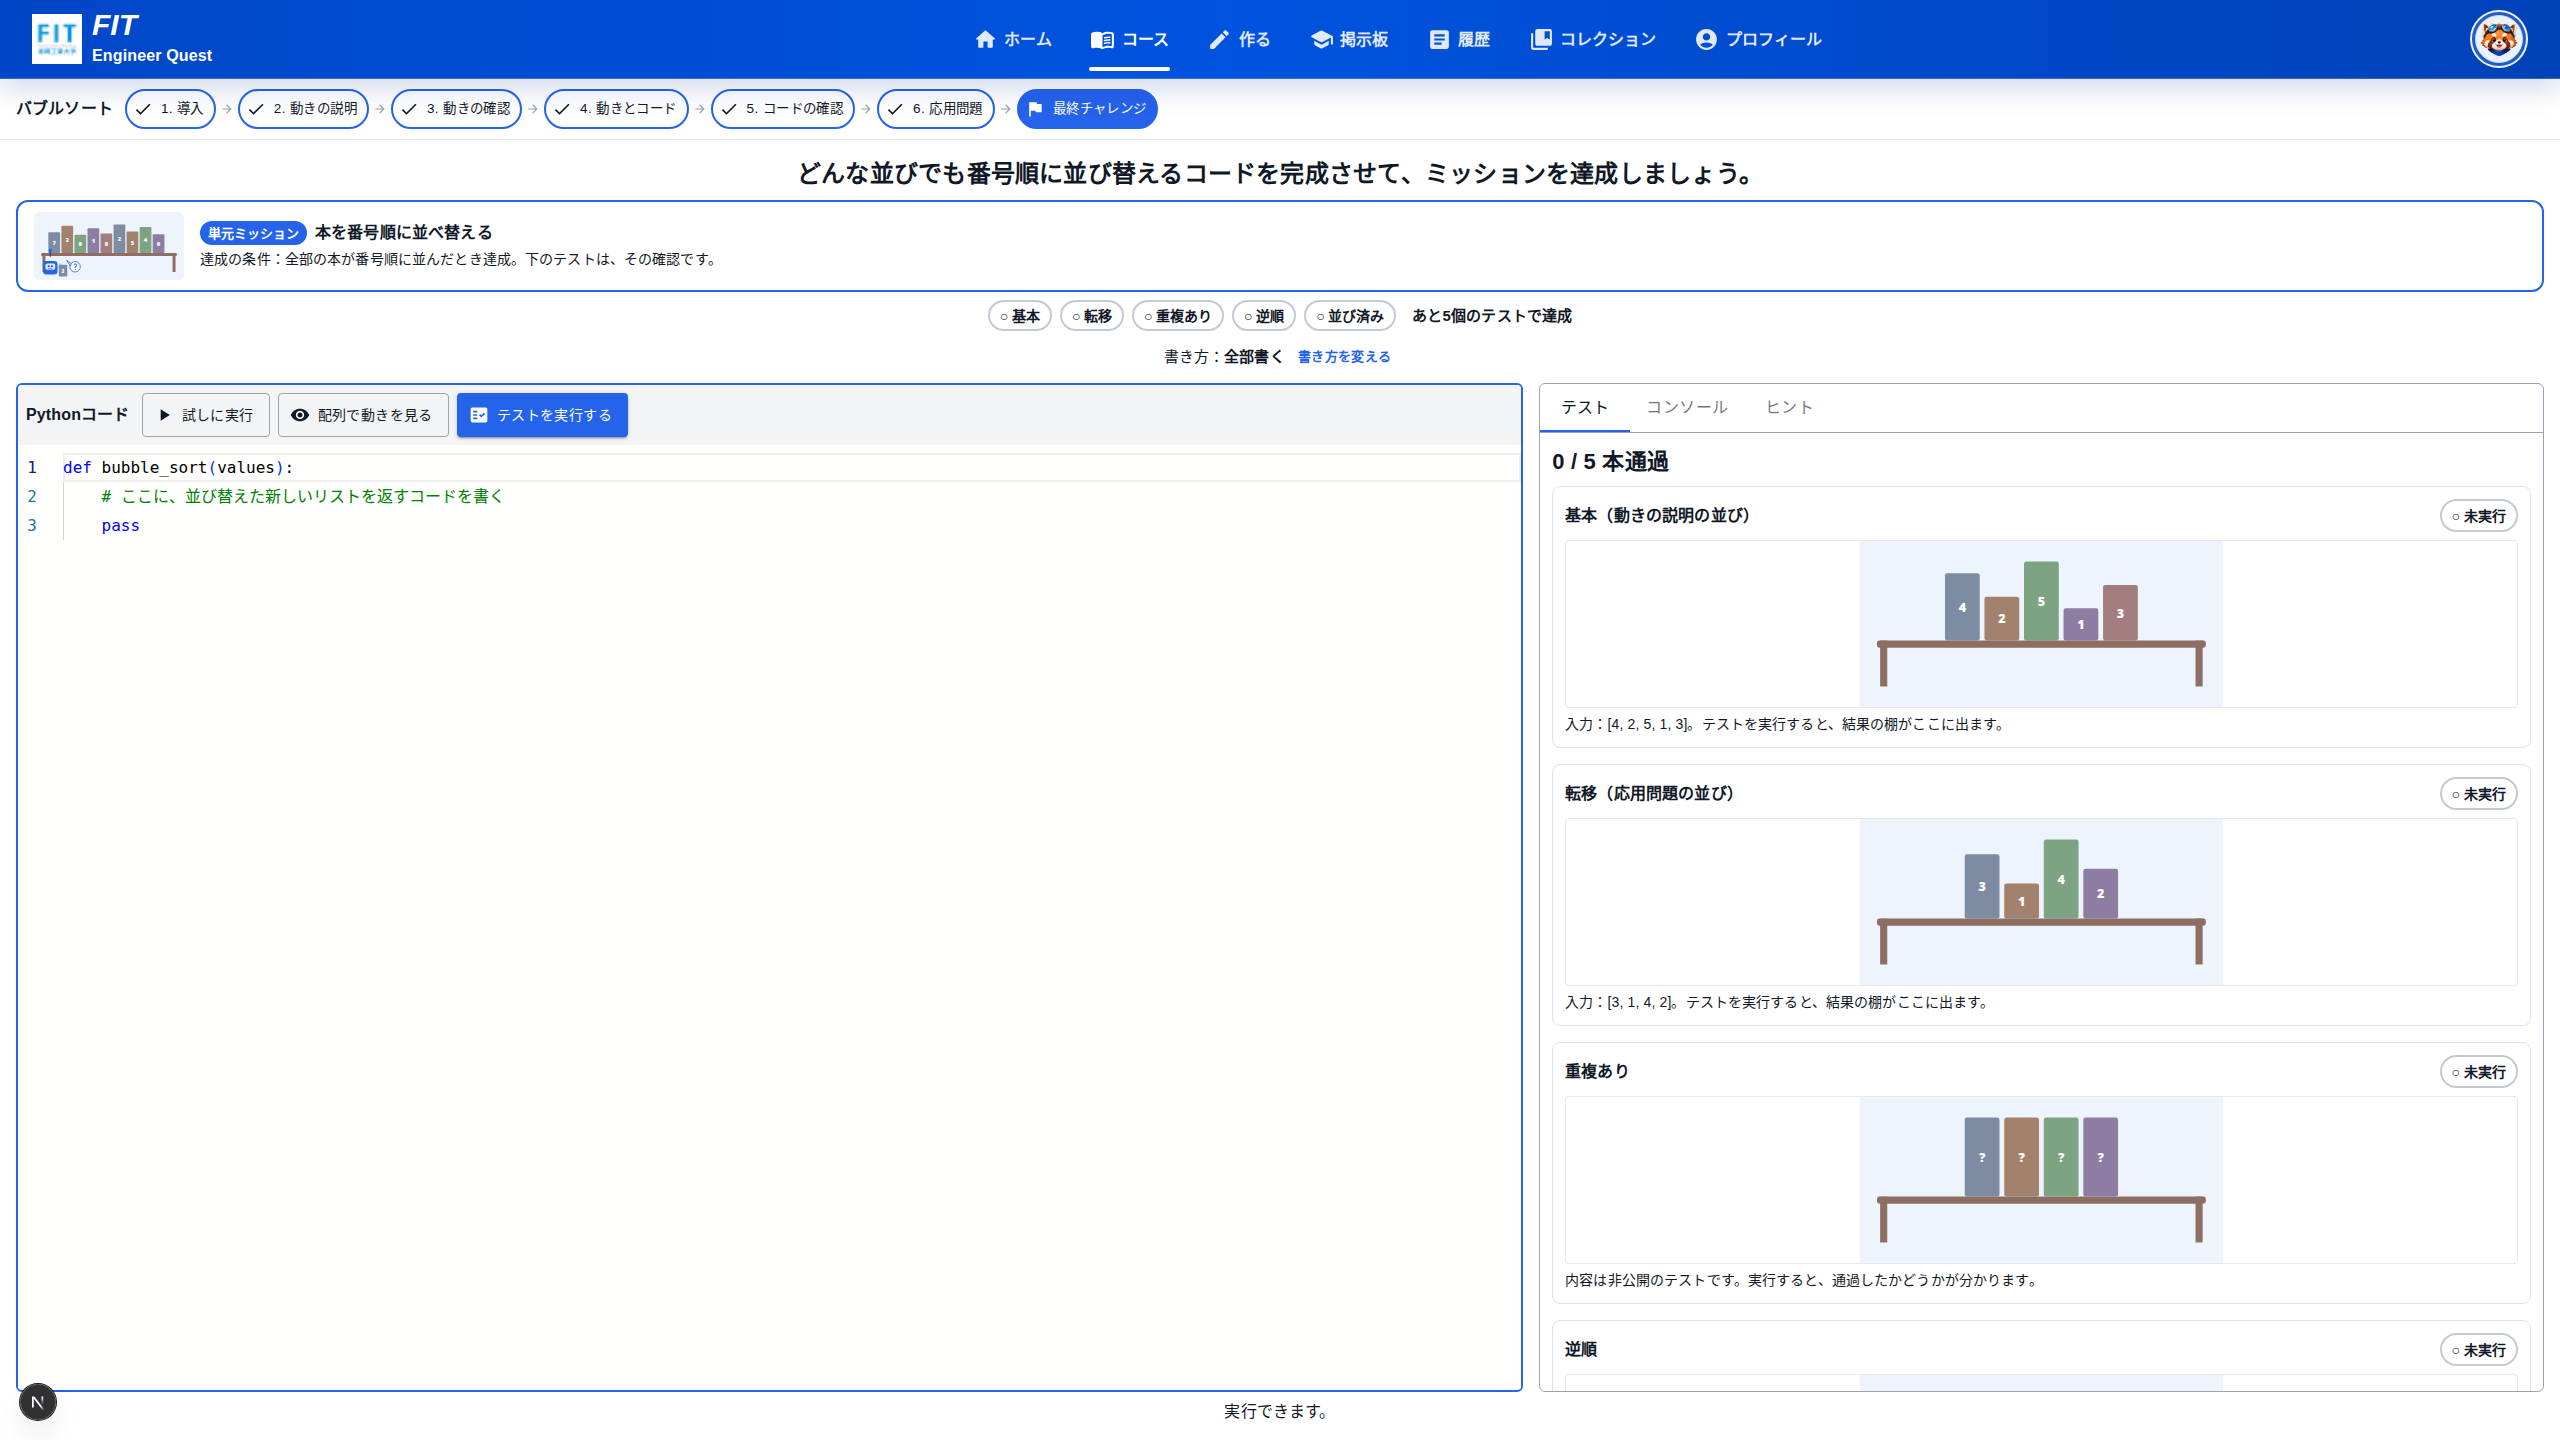 FIT
FIT
Engineer Quest
ホーム
コース
作る
掲示板
履歴
コレクション
プロフィール
バブルソート
1. 導入
2. 動きの説明
3. 動きの確認
4. 動きとコード
5. コードの確認
6. 応用問題
最終チャレンジ
どんな並びでも番号順に並び替えるコードを完成させて、ミッションを達成しましょう。
単元ミッション 本を番号順に並べ替える
達成の条件：全部の本が番号順に並んだとき達成。下のテストは、その確認です。
○ 基本
○ 転移
○ 重複あり
○ 逆順
○ 並び済み
あと5個のテストで達成
書き方：全部書く 書き方を変える
Pythonコード
試しに実行
配列で動きを見る
テストを実行する
1 def bubble_sort(values):
2 # ここに、並び替えた新しいリストを返すコードを書く
3 pass
テスト
コンソール
ヒント
0 / 5 本通過
基本（動きの説明の並び）
○ 未実行
4 2 5 1 3
入力：[4, 2, 5, 1, 3]。テストを実行すると、結果の棚がここに出ます。
転移（応用問題の並び）
○ 未実行
3 1 4 2
入力：[3, 1, 4, 2]。テストを実行すると、結果の棚がここに出ます。
重複あり
○ 未実行
? ? ? ?
内容は非公開のテストです。実行すると、通過したかどうかが分かります。
逆順
○ 未実行
N
実行できます。